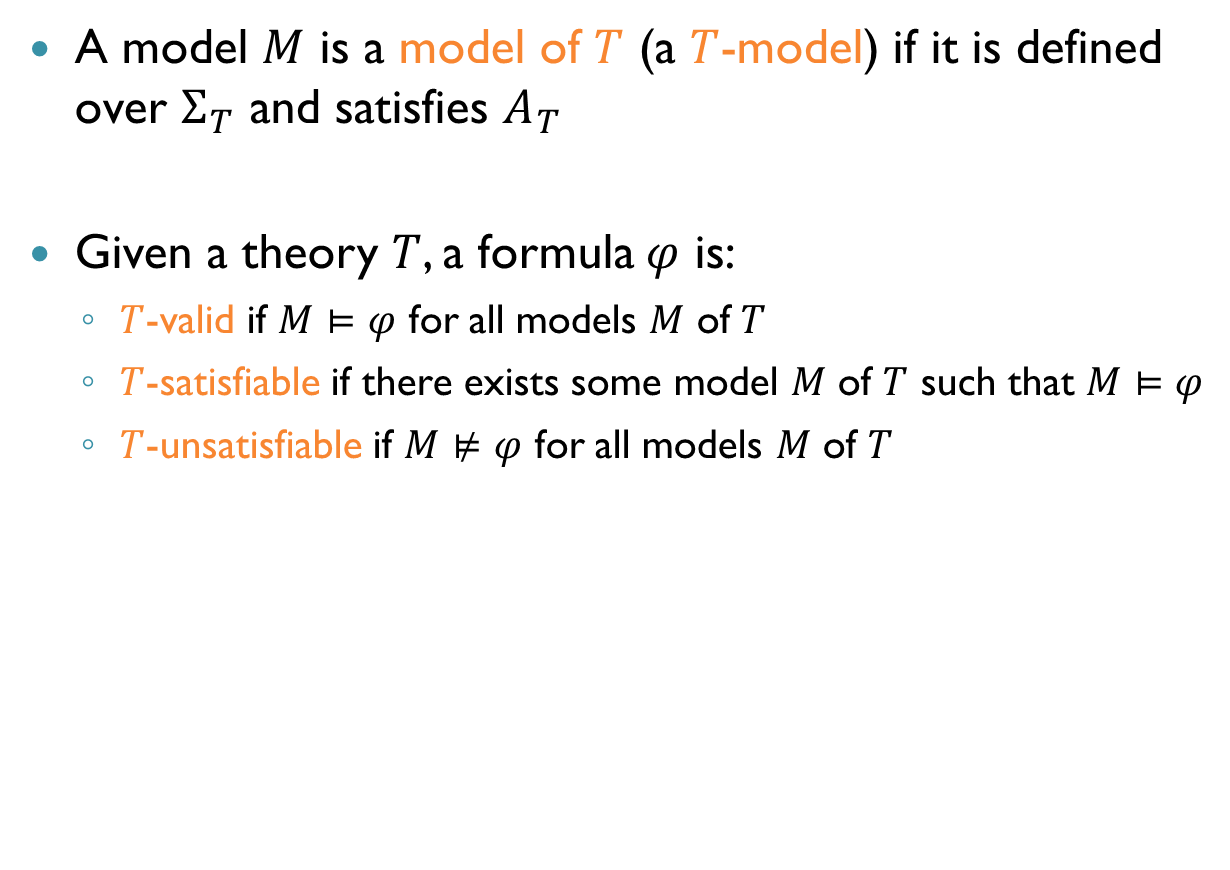 • A model 𝑀 is a model of 𝑇 (a 𝑇-model) if it is defined
over Σ_𝑇 and satisfies 𝐴_𝑇
• Given a theory 𝑇, a formula 𝜑 is:
◦ 𝑇-valid if 𝑀 ⊨ 𝜑 for all models 𝑀 of 𝑇
◦ 𝑇-satisfiable if there exists some model 𝑀 of 𝑇 such that 𝑀 ⊨ 𝜑
◦ 𝑇-unsatisfiable if 𝑀 ⊭ 𝜑 for all models 𝑀 of 𝑇